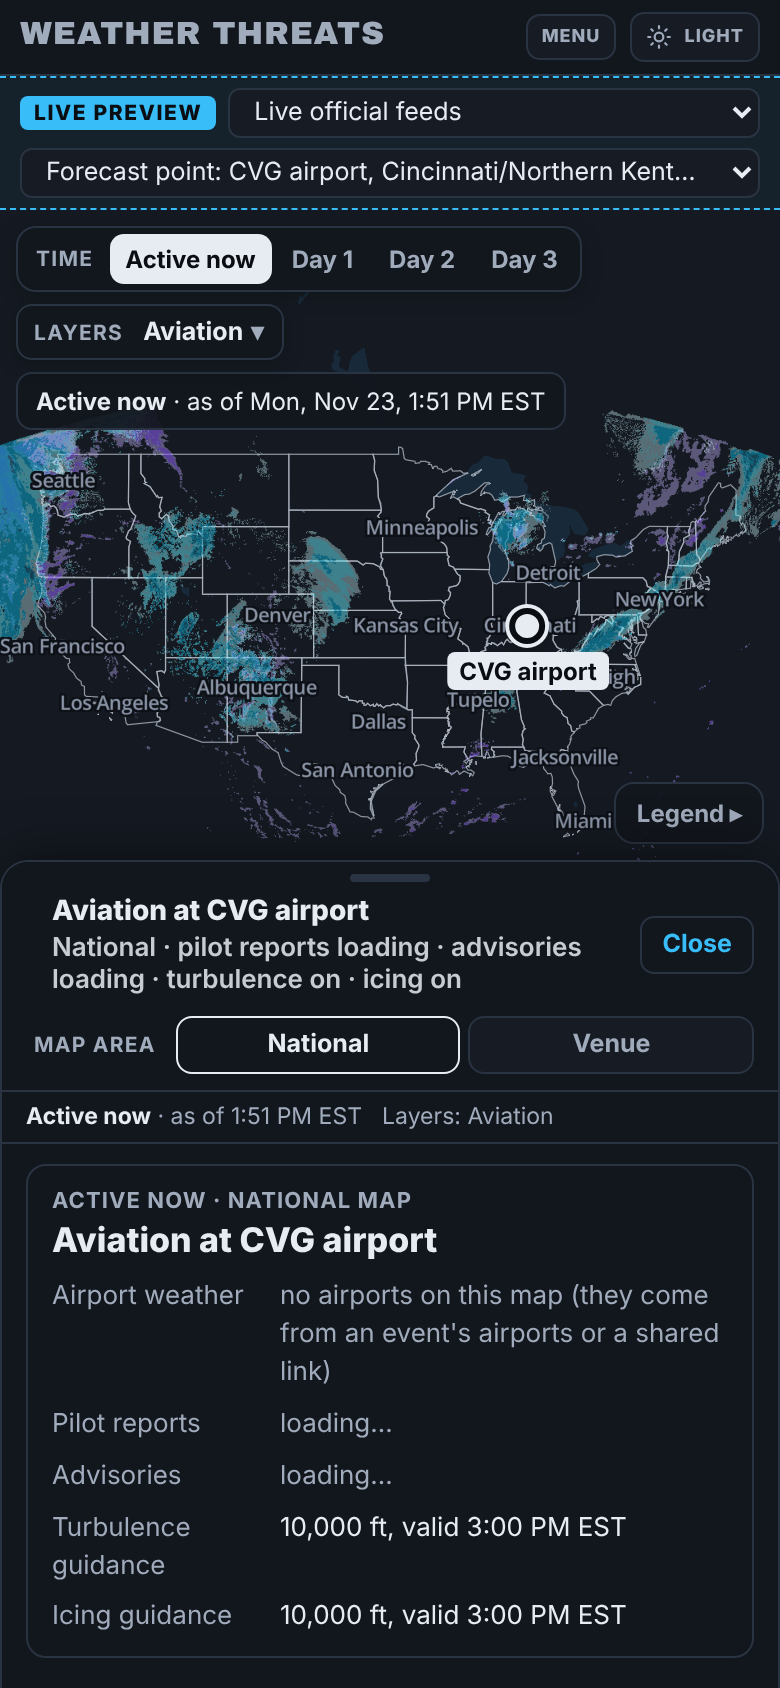 WEATHER THREATS
MENU
LIGHT
LIVE PREVIEW
Live official feeds
Forecast point: CVG airport, Cincinnati/Northern Kent...
TIME
Active now
Day 1
Day 2
Day 3
LAYERS Aviation ▾
Active now · as of Mon, Nov 23, 1:51 PM EST
Seattle
Minneapolis
Detroit
New York
Denver
Kansas City
San Francisco
CVG airport
Albuquerque
Los Angeles
Tupelo
Dallas
Jacksonville
San Antonio
Miami
Legend ▸
Aviation at CVG airport
National · pilot reports loading · advisories
loading · turbulence on · icing on
Close
MAP AREA
National
Venue
Active now · as of 1:51 PM EST Layers: Aviation
ACTIVE NOW · NATIONAL MAP
Aviation at CVG airport
Airport weather
no airports on this map (they come
from an event's airports or a shared
link)
Pilot reports
loading...
Advisories
loading...
Turbulence
guidance
10,000 ft, valid 3:00 PM EST
Icing guidance
10,000 ft, valid 3:00 PM EST